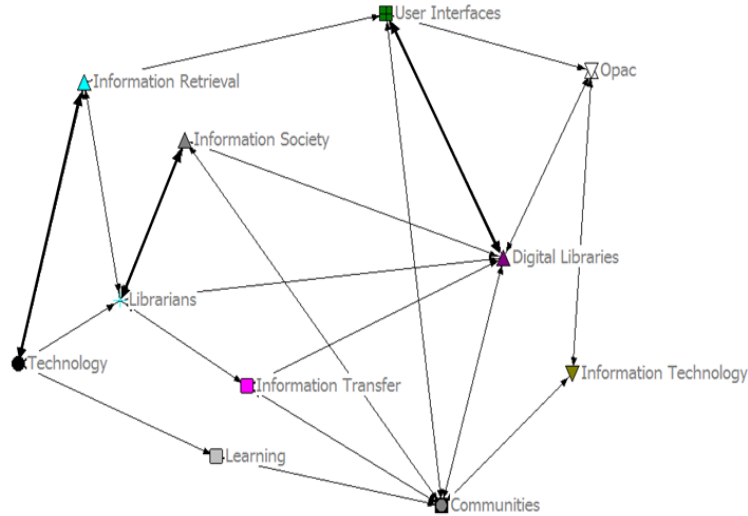 User Interfaces
Opac
Information Retrieval
Information Society
Digital Libraries
Librarians
Technology
Information Technology
Information Transfer
Learning
Communities